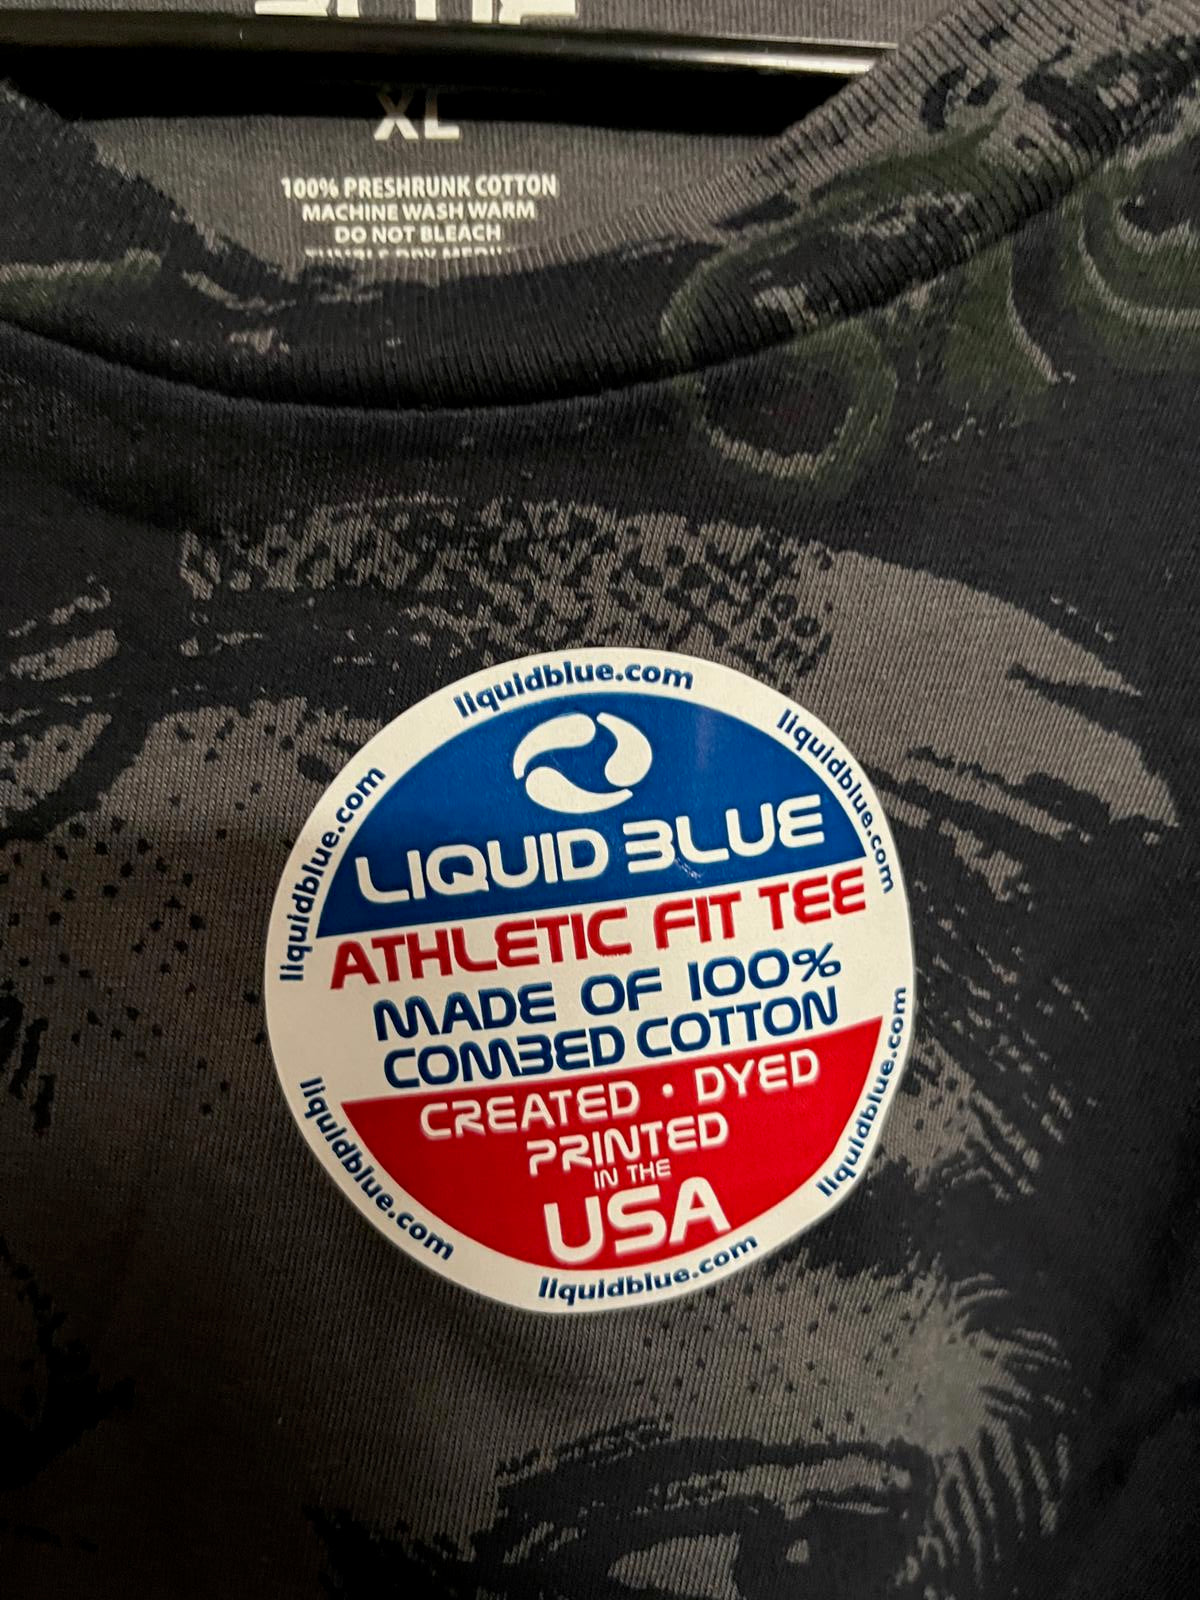 XL
100% PRESHRUNK COTTON
MACHINE WASH WARM
DO NOT BLEACH
liquidblue.com
liquidblue.com
liquidblue.com
LIQUID BLUE
ATHLETIC FIT TEE
MADE OF 100%
COMBED COTTON
CREATED • DYED
PRINTED
IN THE
USA
liquidblue.com
liquidblue.com
liquidblue.com